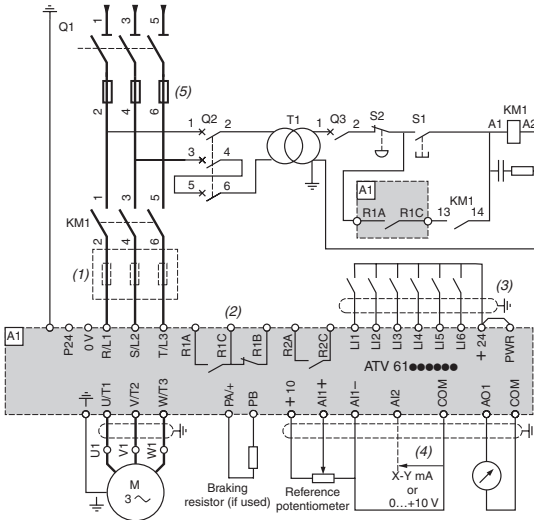 1 3 5
Q1
(5)
2 4 6
Q2 T1 Q3 S2 S1 KM1
1 2 1 2 A1 A2
3 4
5 6
A1
1 3 5
KM1
R1A R1C 13 14
KM1
2 4 6
(1)
(2) (3)
A1
P24 0 V R/L1 S/L2 T/L3 R1A R1C R1B R2A R2C LI1 LI2 LI3 LI4 LI5 LI6 + 24 PWR
ATV 61●●●●●●
U/T1 V/T2 W/T3 PA/+ PB + 10 AI1+ AI1– AI2 COM AO1 COM
U1 V1 W1
(4)
M
3 ~
Braking
resistor (if used)
Reference
potentiometer
X-Y mA
or
0...+10 V